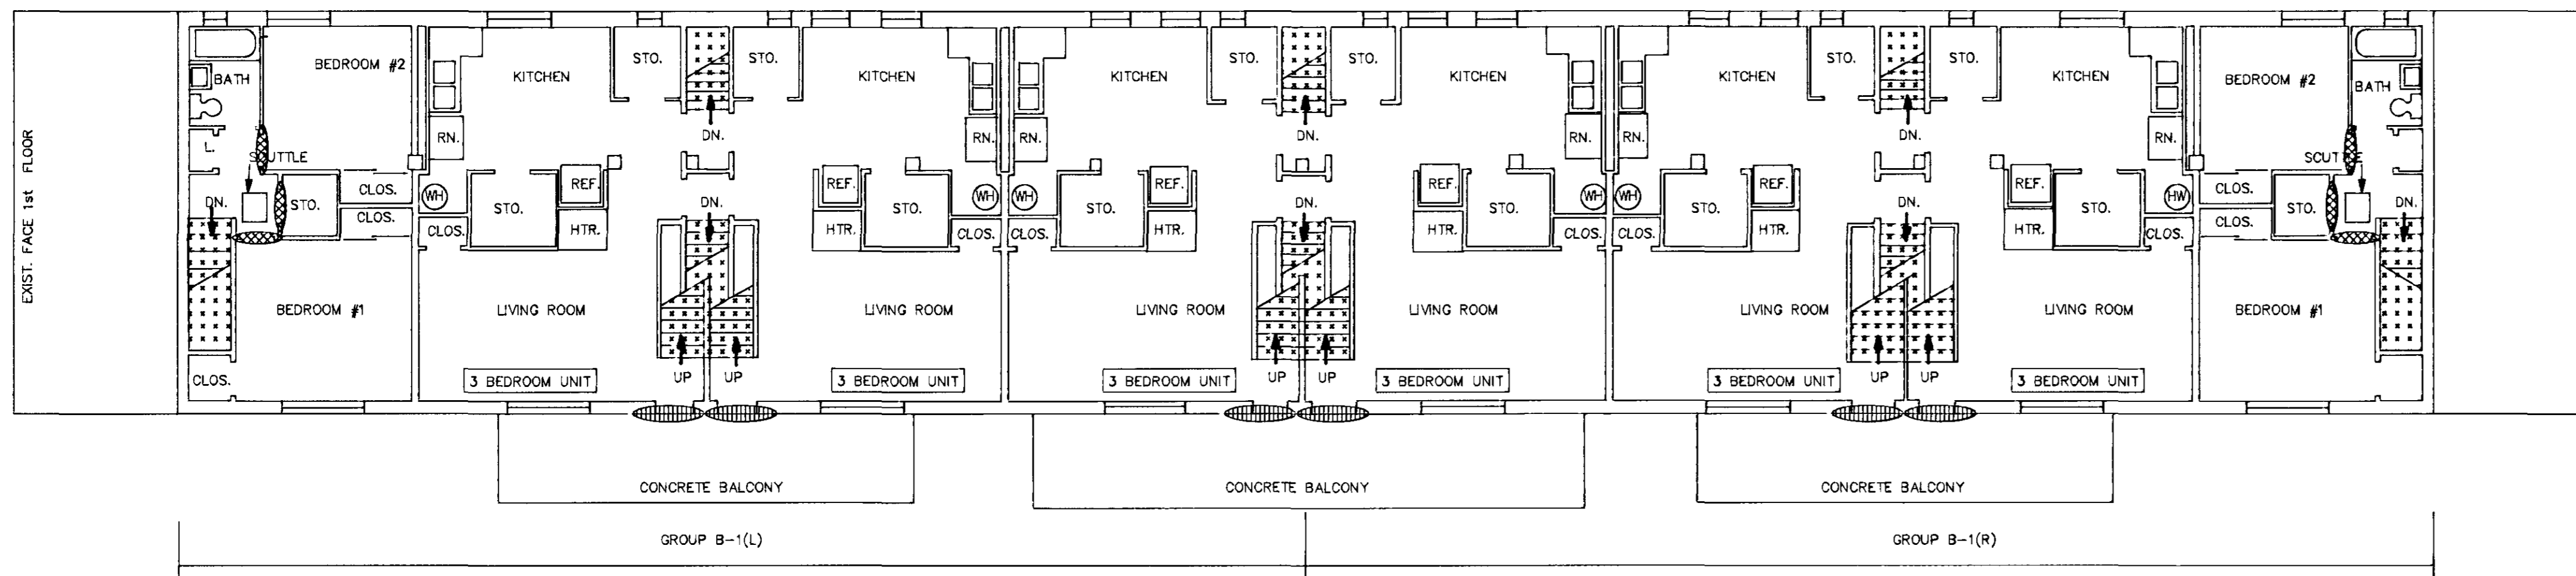 EXIST. FACE 1st FLOOR
BATH
BEDROOM #2
KITCHEN
STO.
STO.
KITCHEN
KITCHEN
STO.
STO.
KITCHEN
KITCHEN
STO.
STO.
KITCHEN
BEDROOM #2
BATH
L.
RN.
DN.
RN.
RN.
DN.
RN.
RN.
DN.
RN.
SCUTTLE
CLOS.
WH
STO.
REF.
REF.
STO.
WH
WH
STO.
REF.
REF.
STO.
WH
WH
STO.
REF.
REF.
STO.
HW
CLOS.
DN.
STO.
CLOS.
CLOS.
HTR.
DN.
HTR.
CLOS.
CLOS.
HTR.
DN.
HTR.
CLOS.
CLOS.
HTR.
DN.
HTR.
CLOS.
CLOS.
STO.
DN.
BEDROOM #1
LIVING ROOM
LIVING ROOM
LIVING ROOM
LIVING ROOM
LIVING ROOM
LIVING ROOM
BEDROOM #1
CLOS.
3 BEDROOM UNIT
UP
UP
3 BEDROOM UNIT
3 BEDROOM UNIT
UP
UP
3 BEDROOM UNIT
3 BEDROOM UNIT
UP
UP
3 BEDROOM UNIT
CONCRETE BALCONY
CONCRETE BALCONY
CONCRETE BALCONY
GROUP B-1(L)
GROUP B-1(R)